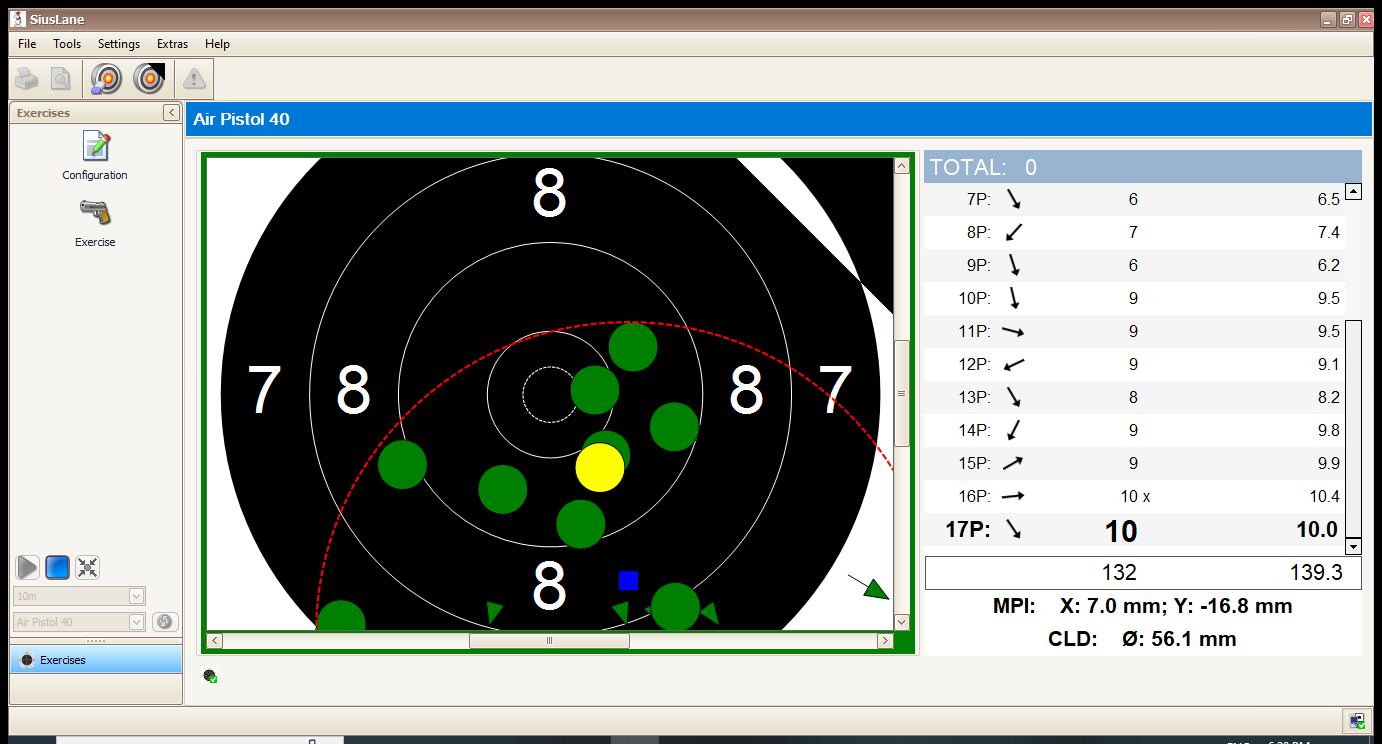 SiusLane
File Tools Settings Extras Help
Exercises
Configuration
Exercise
10m
Air Pistol 40
Exercises
Air Pistol 40
8
7 8 8 7
8
TOTAL: 0
7P: 6 6.5
8P: 7 7.4
9P: 6 6.2
10P: 9 9.5
11P: 9 9.5
12P: 9 9.1
13P: 8 8.2
14P: 9 9.8
15P: 9 9.9
16P: 10 x 10.4
17P: 10 10.0
132 139.3
MPI: X: 7.0 mm; Y: -16.8 mm
CLD: Ø: 56.1 mm